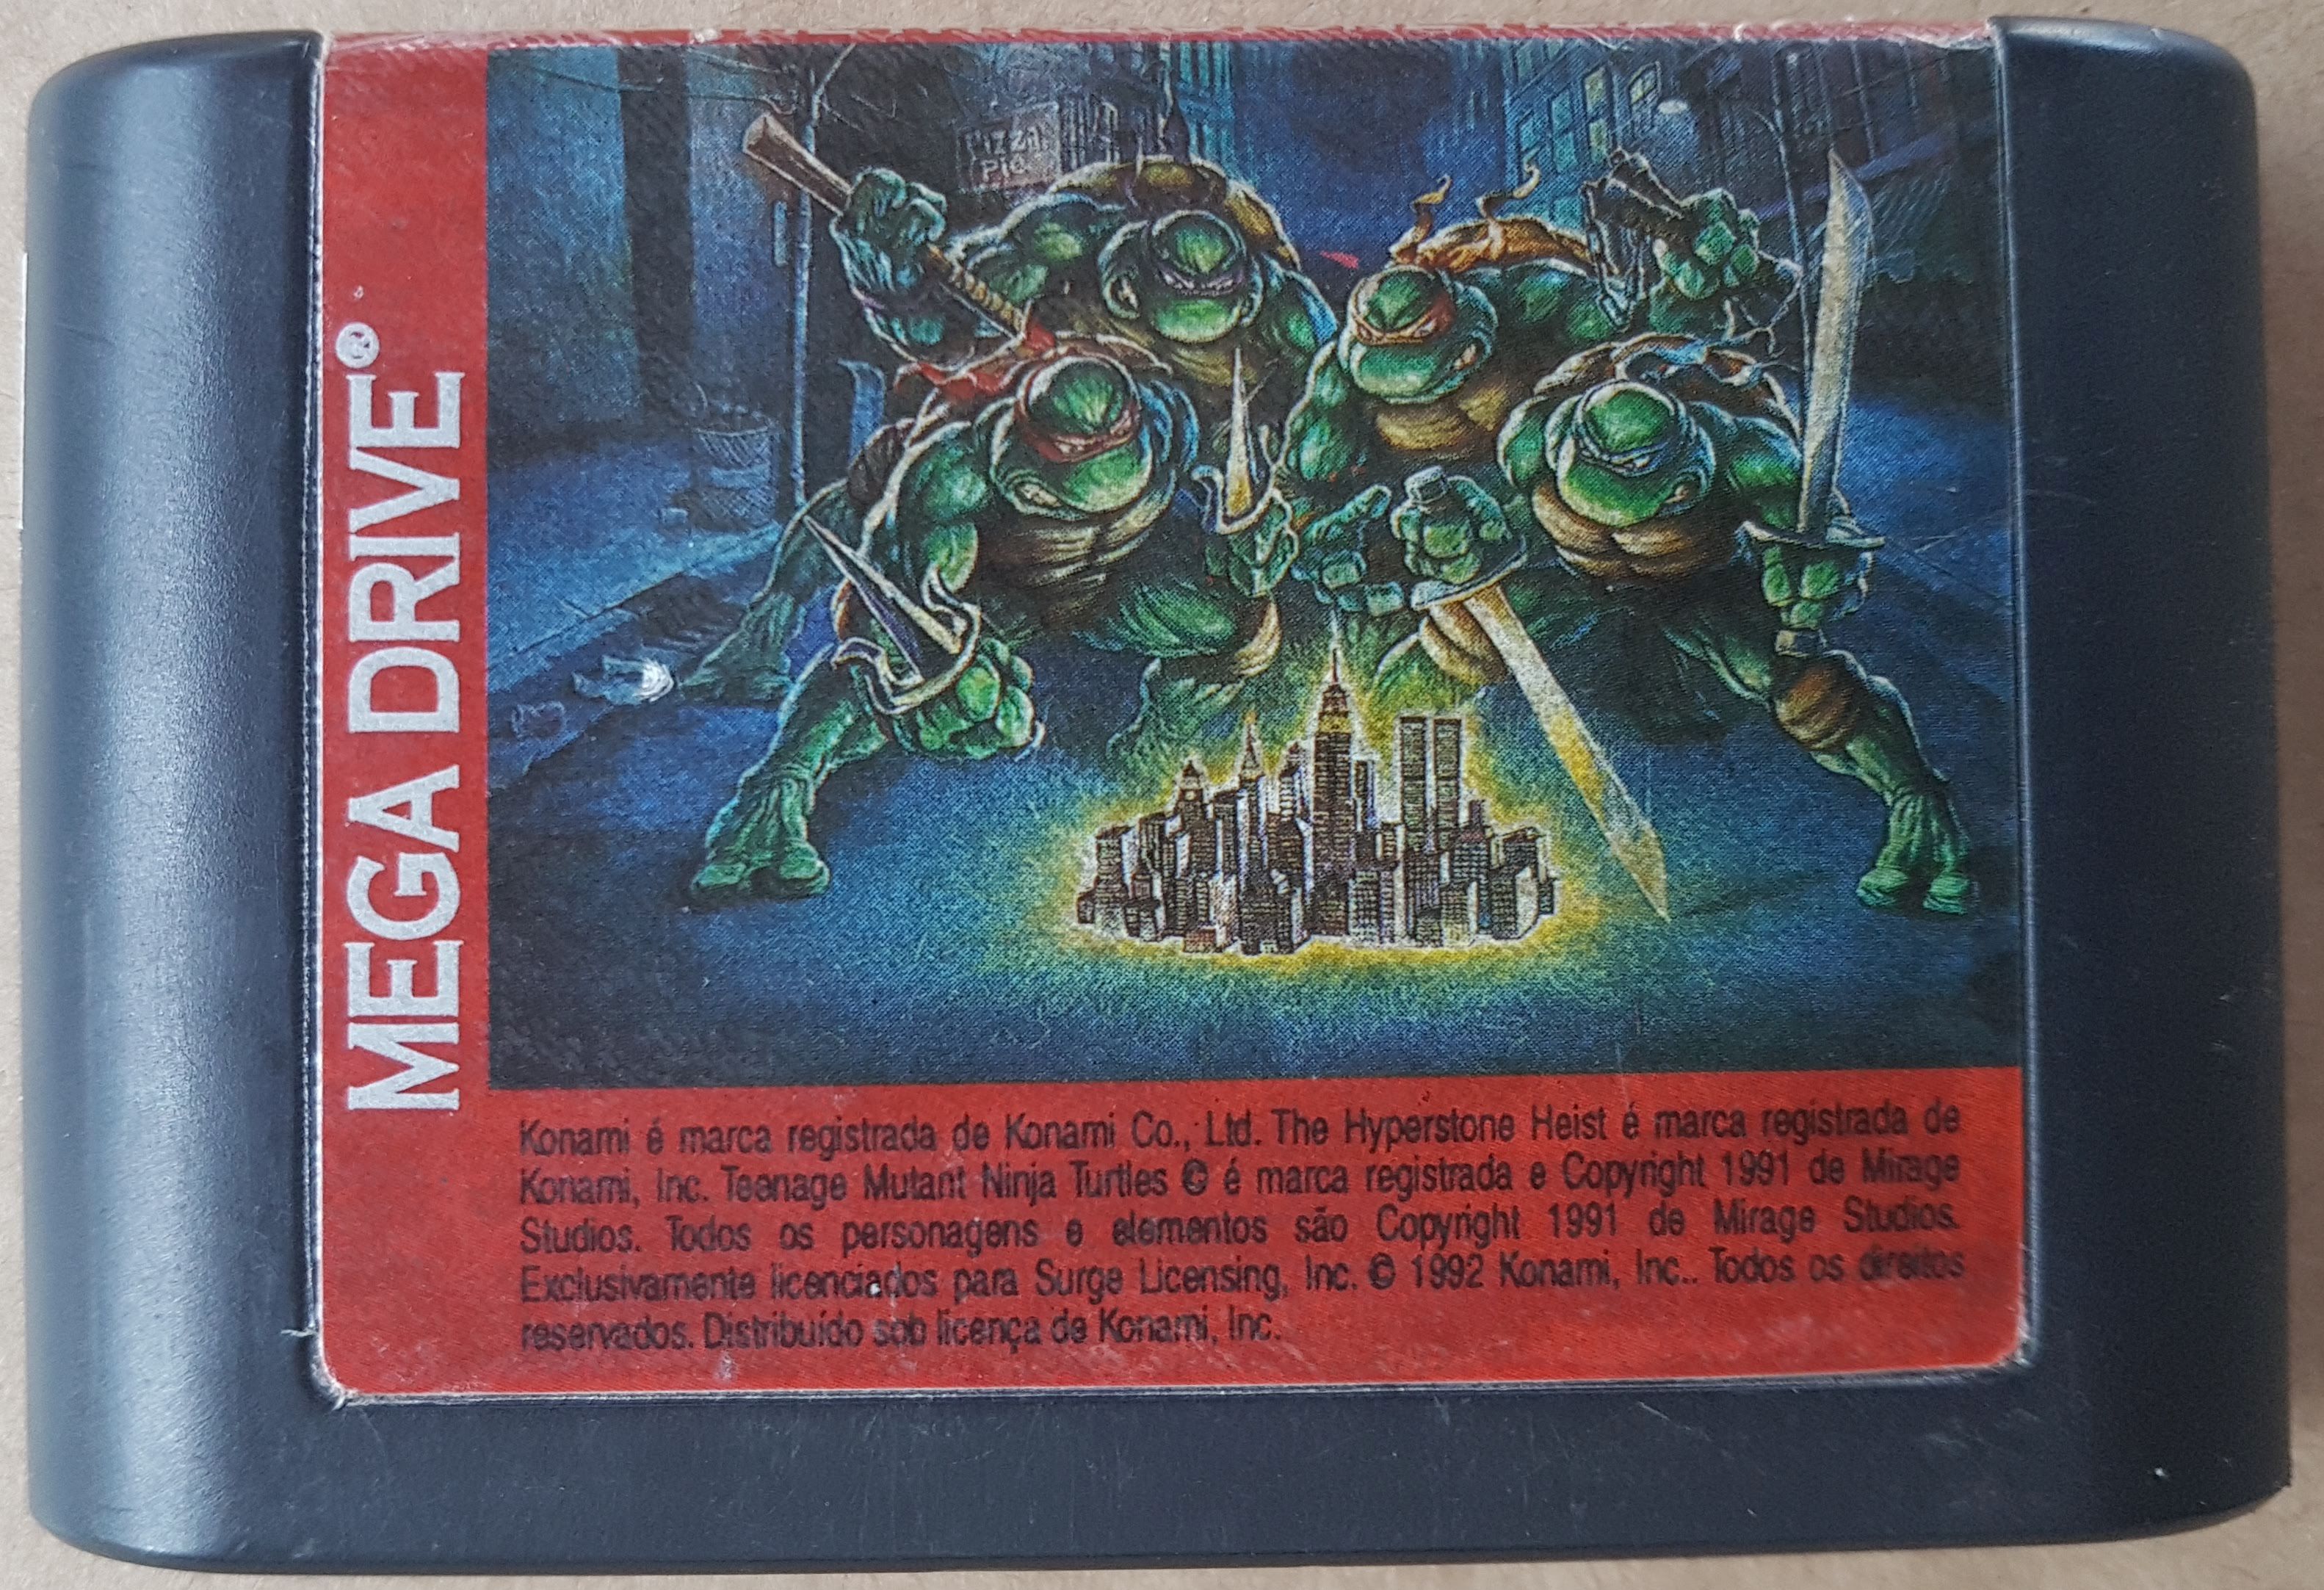 PIZZA
PIE
MEGA DRIVE®
Konami é marca registrada de Konami Co., Ltd. The Hyperstone Heist é marca registrada de
Konami, Inc. Teenage Mutant Ninja Turtles © é marca registrada e Copyright 1991 de Mirage
Studios. Todos os personagens e elementos são Copyright 1991 de Mirage Studios.
Exclusivamente licenciados para Surge Licensing, Inc. © 1992 Konami, Inc.. Todos os direitos
reservados. Distribuído sob licença de Konami, Inc.